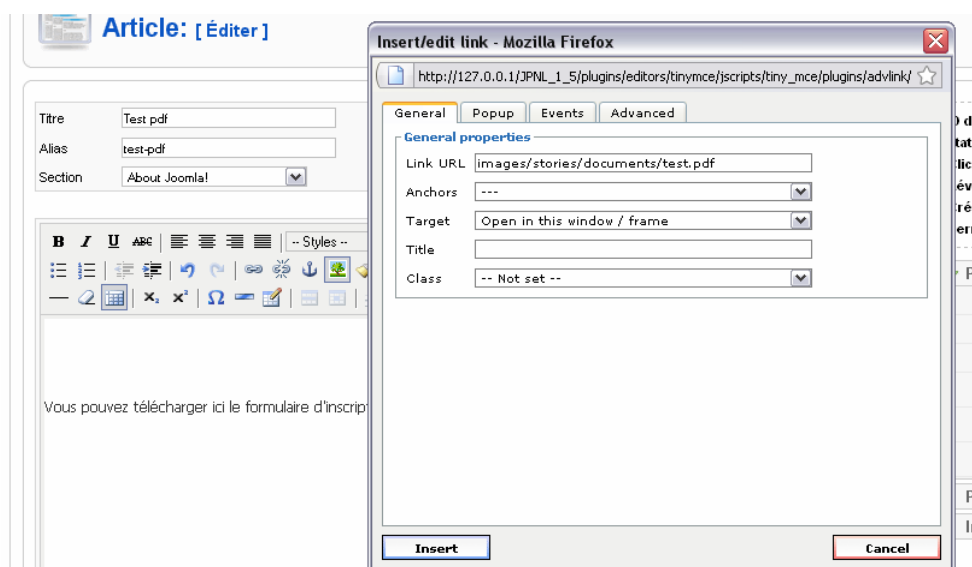 Article: [ Éditer ]
Titre
Test pdf
Alias
test-pdf
Section
About Joomla!
B I U ABC
-- Styles --
Vous pouvez télécharger ici le formulaire
Insert/edit link - Mozilla Firefox
http://127.0.0.1/JPNL_1_5/plugins/editors/tinymce/jscripts/tiny_mce/plugins/advlink/
General Popup Events Advanced
General properties
Link URL images/stories/documents/test.pdf
Anchors ---
Target Open in this window / frame
Title
Class -- Not set --
Insert
Cancel